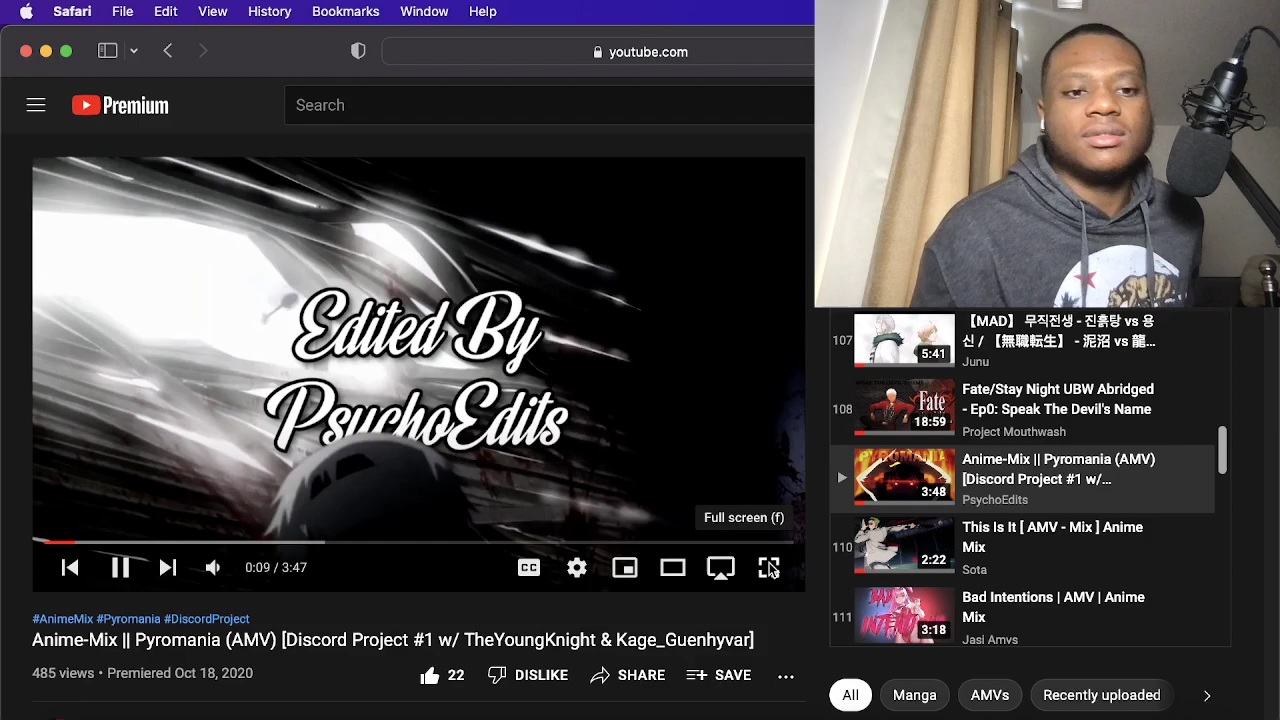 Safari File Edit View History Bookmarks Window Help
youtube.com
Premium
Search
Edited By
PsychoEdits
Full screen (f)
CC
0:09 / 3:47
#AnimeMix #Pyromania #DiscordProject
Anime-Mix || Pyromania (AMV) [Discord Project #1 w/ TheYoungKnight & Kage_Guenhyvar]
485 views • Premiered Oct 18, 2020
22 DISLIKE SHARE SAVE
107
5:41
【MAD】 무직전생 - 진흙탕 vs 용
신 / 【無職転生】 - 泥沼 vs 龍...
Junu
108
Fate
18:59
Fate/Stay Night UBW Abridged
- Ep0: Speak The Devil's Name
Project Mouthwash
PYROMANIA
3:48
Anime-Mix || Pyromania (AMV)
[Discord Project #1 w/...
PsychoEdits
110
2:22
This Is It [ AMV - Mix ] Anime
Mix
Sota
111
BAD
3:18
Bad Intentions | AMV | Anime
Mix
Jasi Amvs
All Manga AMVs Recently uploaded